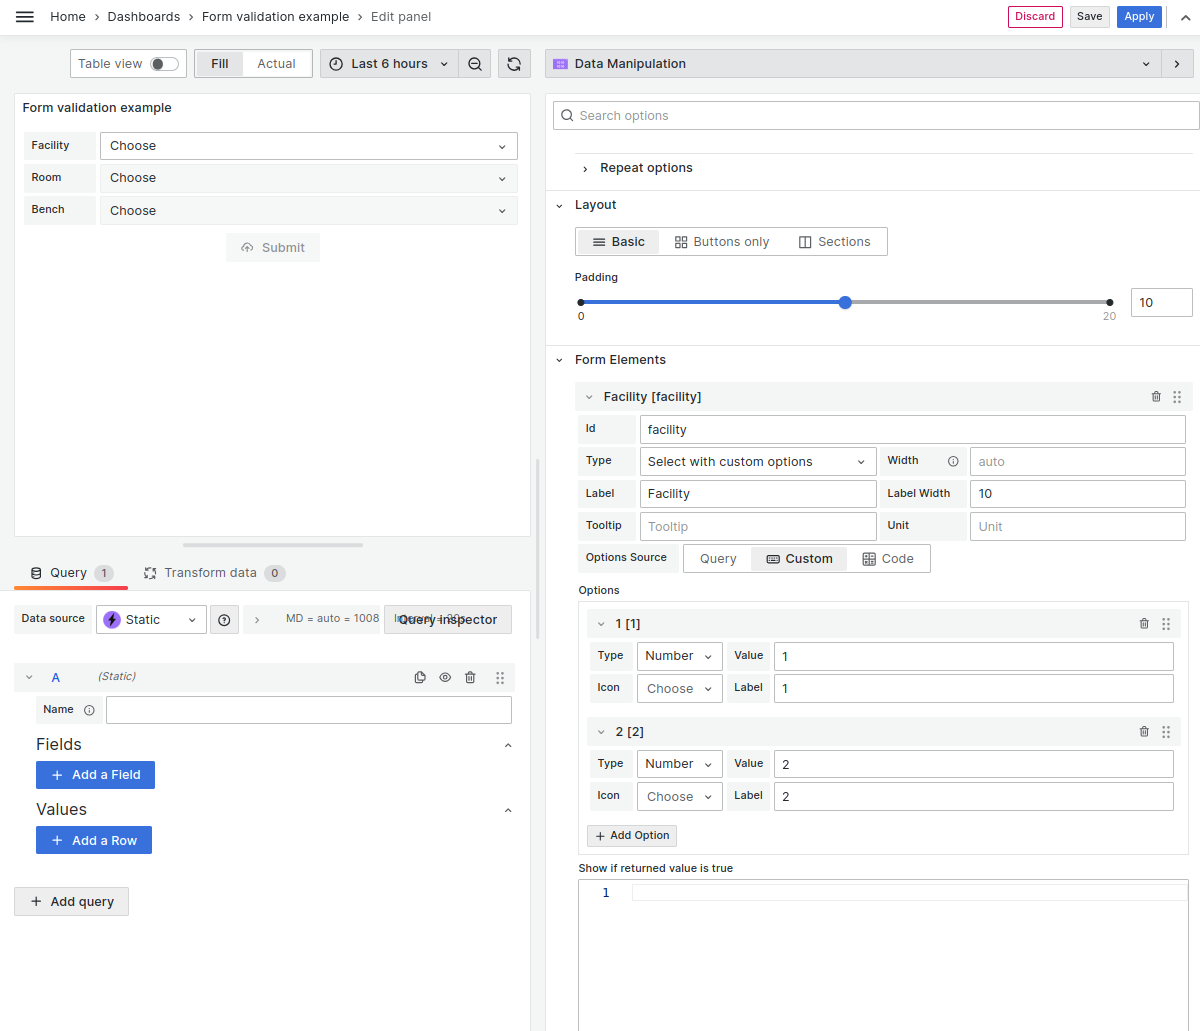 Home › Dashboards › Form validation example › Edit panel
Discard Save Apply
Table view Fill Actual Last 6 hours
Data Manipulation
Form validation example
Facility Choose
Room Choose
Bench Choose
Submit
Query 1 Transform data 0
Data source Static MD = auto = 1008 Query inspector
A (Static)
Name
Fields
+ Add a Field
Values
+ Add a Row
+ Add query
Search options
Repeat options
Layout
Basic Buttons only Sections
Padding
10
0 20
Form Elements
Facility [facility]
Id facility
Type Select with custom options Width auto
Label Facility Label Width 10
Tooltip Tooltip Unit Unit
Options Source Query Custom Code
Options
1 [1]
Type Number Value 1
Icon Choose Label 1
2 [2]
Type Number Value 2
Icon Choose Label 2
+ Add Option
Show if returned value is true
1